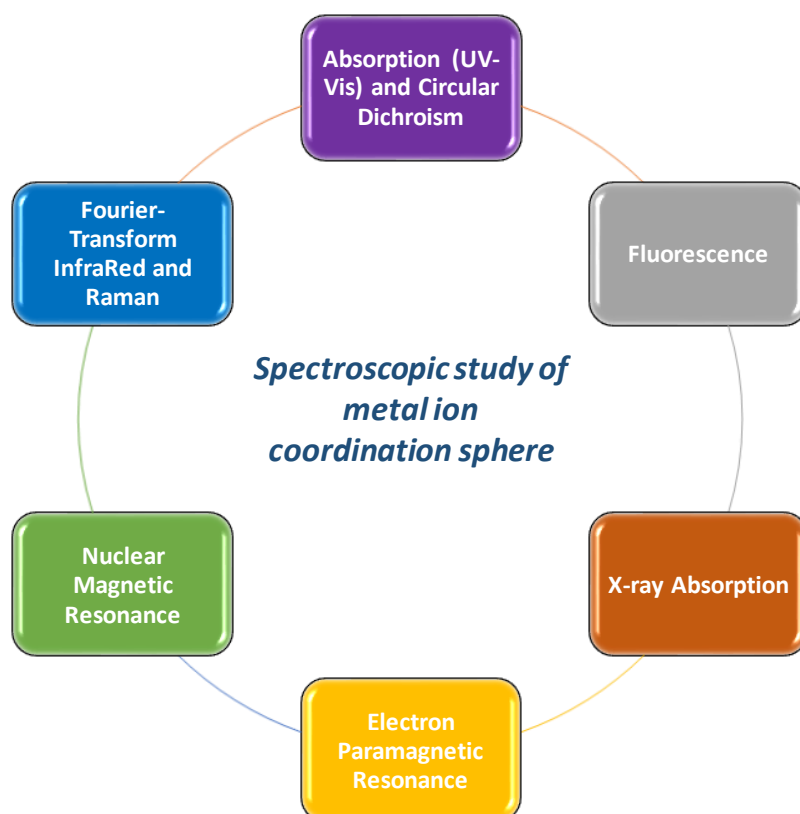 Absorption (UV-
Vis) and Circular
Dichroism
Fourier-
Transform
InfraRed and
Raman
Fluorescence
Spectroscopic study of
metal ion
coordination sphere
Nuclear
Magnetic
Resonance
X-ray Absorption
Electron
Paramagnetic
Resonance